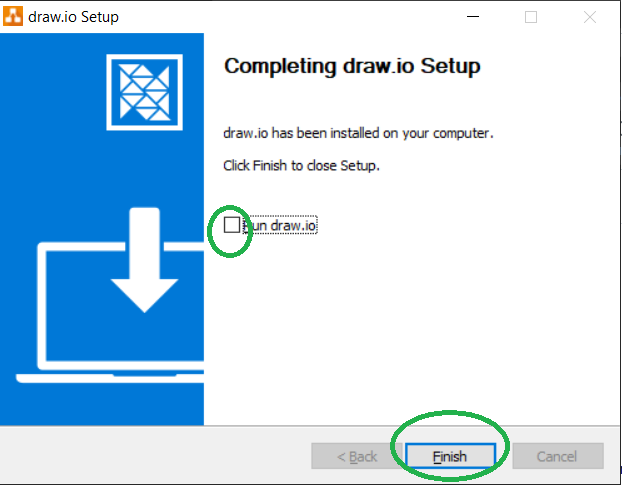 draw.io Setup
Completing draw.io Setup
draw.io has been installed on your computer.
Click Finish to close Setup.
Run draw.io
< Back
Finish
Cancel